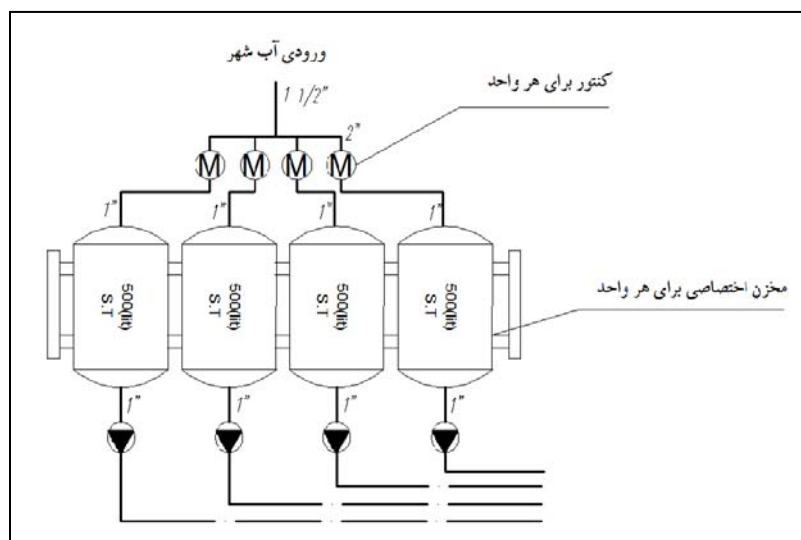 ورودی آب شهر
1 1/2"
کنتور برای هر واحد
2"
M M M M
1" 1" 1" 1"
500(lit) 500(lit) 500(lit) 500(lit)
S.T S.T S.T S.T
مخزن اختصاصی برای هر واحد
1" 1" 1" 1"